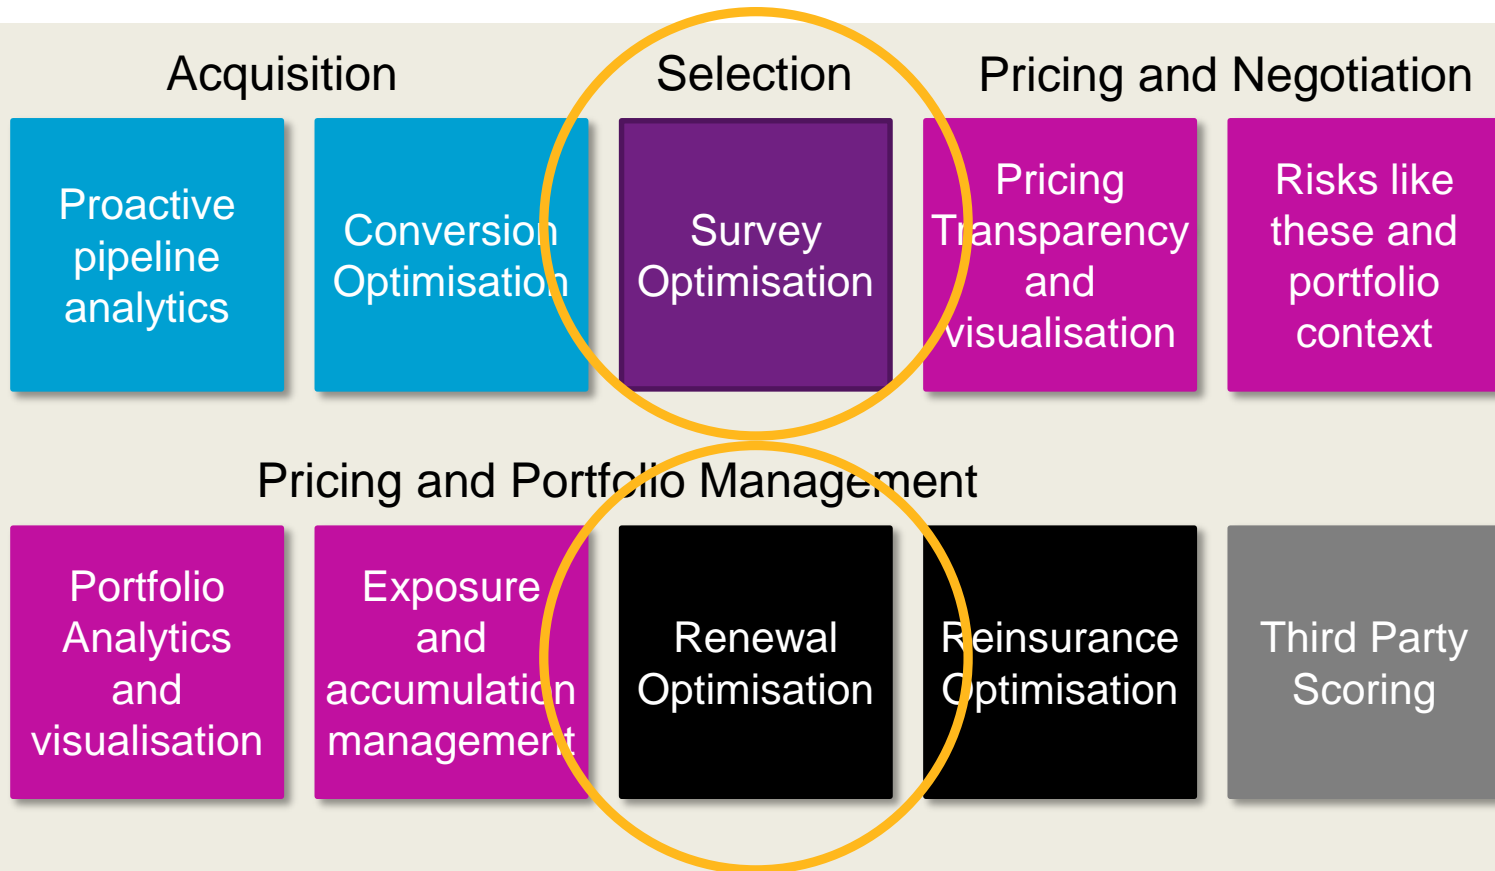 Acquisition
Selection
Pricing and Negotiation
Proactive
pipeline
analytics
Conversion
Optimisation
Survey
Optimisation
Pricing
Transparency
and
visualisation
Risks like
these and
portfolio
context
Pricing and Portfolio Management
Portfolio
Analytics
and
visualisation
Exposure
and
accumulation
management
Renewal
Optimisation
Reinsurance
Optimisation
Third Party
Scoring